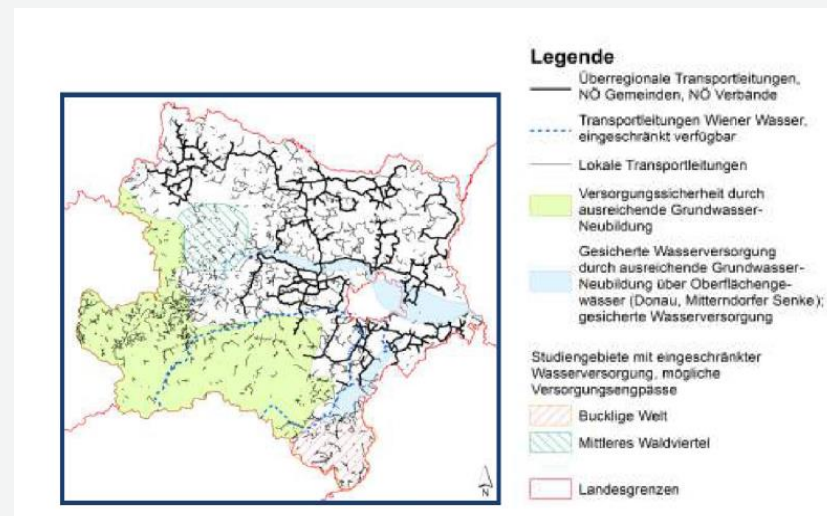 Legende
Überregionale Transportleitungen,
NÖ Gemeinden, NÖ Verbände
Transportleitungen Wiener Wasser,
eingeschränkt verfügbar
Lokale Transportleitungen
Versorgungssicherheit durch
ausreichende Grundwasser-
Neubildung
Gesicherte Wasserversorgung
durch ausreichende Grundwasser-
Neubildung über Oberflächenge-
wässer (Donau, Mitterndorfer Senke);
gesicherte Wasserversorgung
Studiengebiete mit eingeschränkter
Wasserversorgung, mögliche
Versorgungsengpässe
Bucklige Welt
Mittleres Waldviertel
Landesgrenzen
N